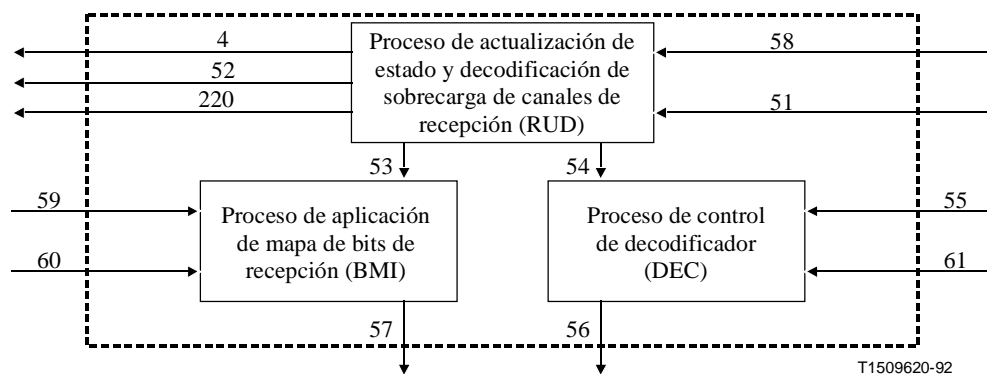 4
52
220
Proceso de actualización de
estado y decodificación de
sobrecarga de canales de
recepción (RUD)
58
51
53
54
59
60
Proceso de aplicación
de mapa de bits de
recepción (BMI)
Proceso de control
de decodificador
(DEC)
55
61
57
56
T1509620-92